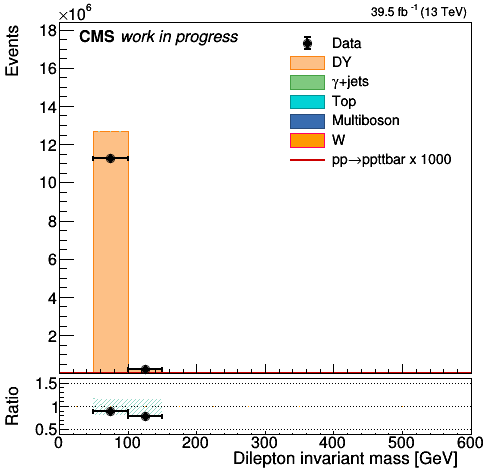 ×10⁶
39.5 fb⁻¹ (13 TeV)
CMS work in progress
Events
18
16
14
12
10
8
6
4
2
Data
DY
γ+jets
Top
Multiboson
W
pp→ppttbar x 1000
Ratio
1.5
1
0.5
0 100 200 300 400 500 600
Dilepton invariant mass [GeV]